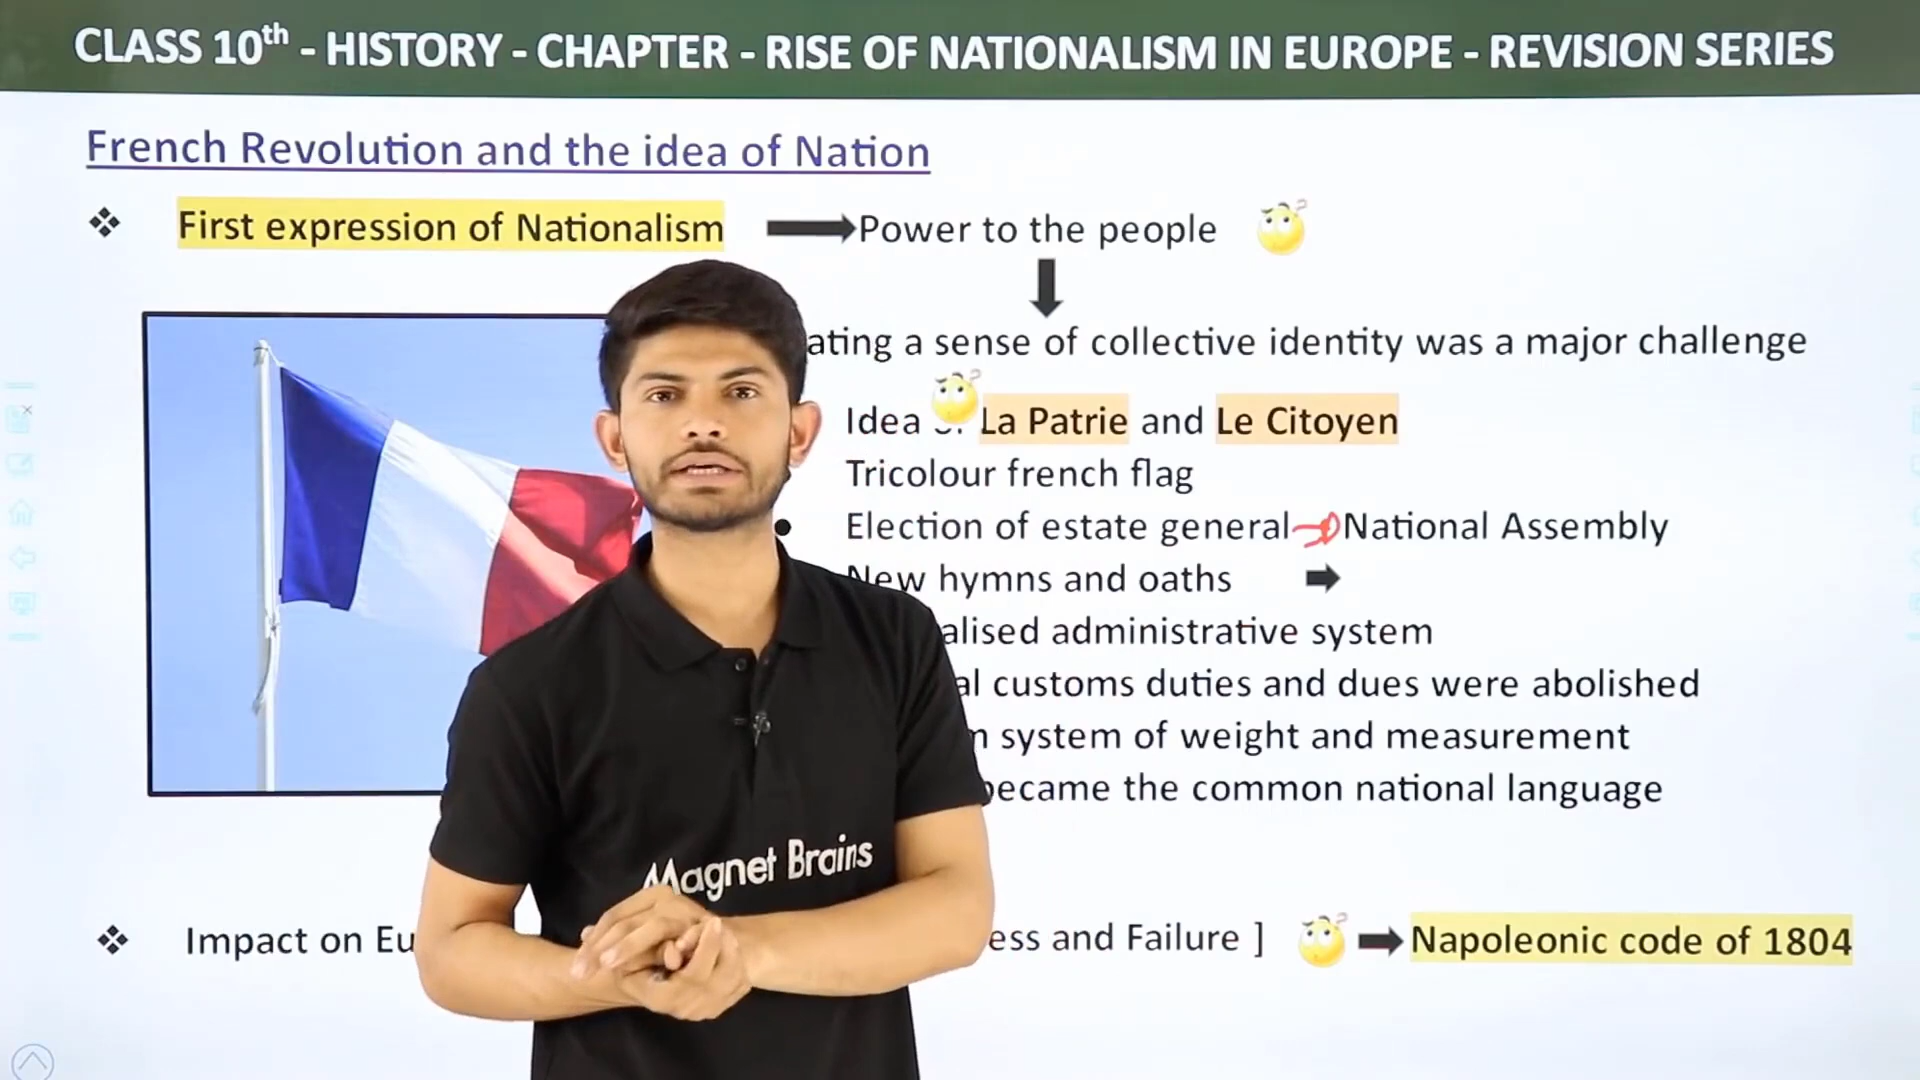 CLASS 10th - HISTORY - CHAPTER - RISE OF NATIONALISM IN EUROPE - REVISION SERIES
French Revolution and the idea of Nation
❖ First expression of Nationalism Power to the people
ating a sense of collective identity was a major challenge
Idea La Patrie and Le Citoyen
Tricolour french flag
• Election of estate general National Assembly
New hymns and oaths
alised administrative system
al customs duties and dues were abolished
system of weight and measurement
became the common national language
Magnet Brains
❖ Impact on Eu ess and Failure ] Napoleonic code of 1804